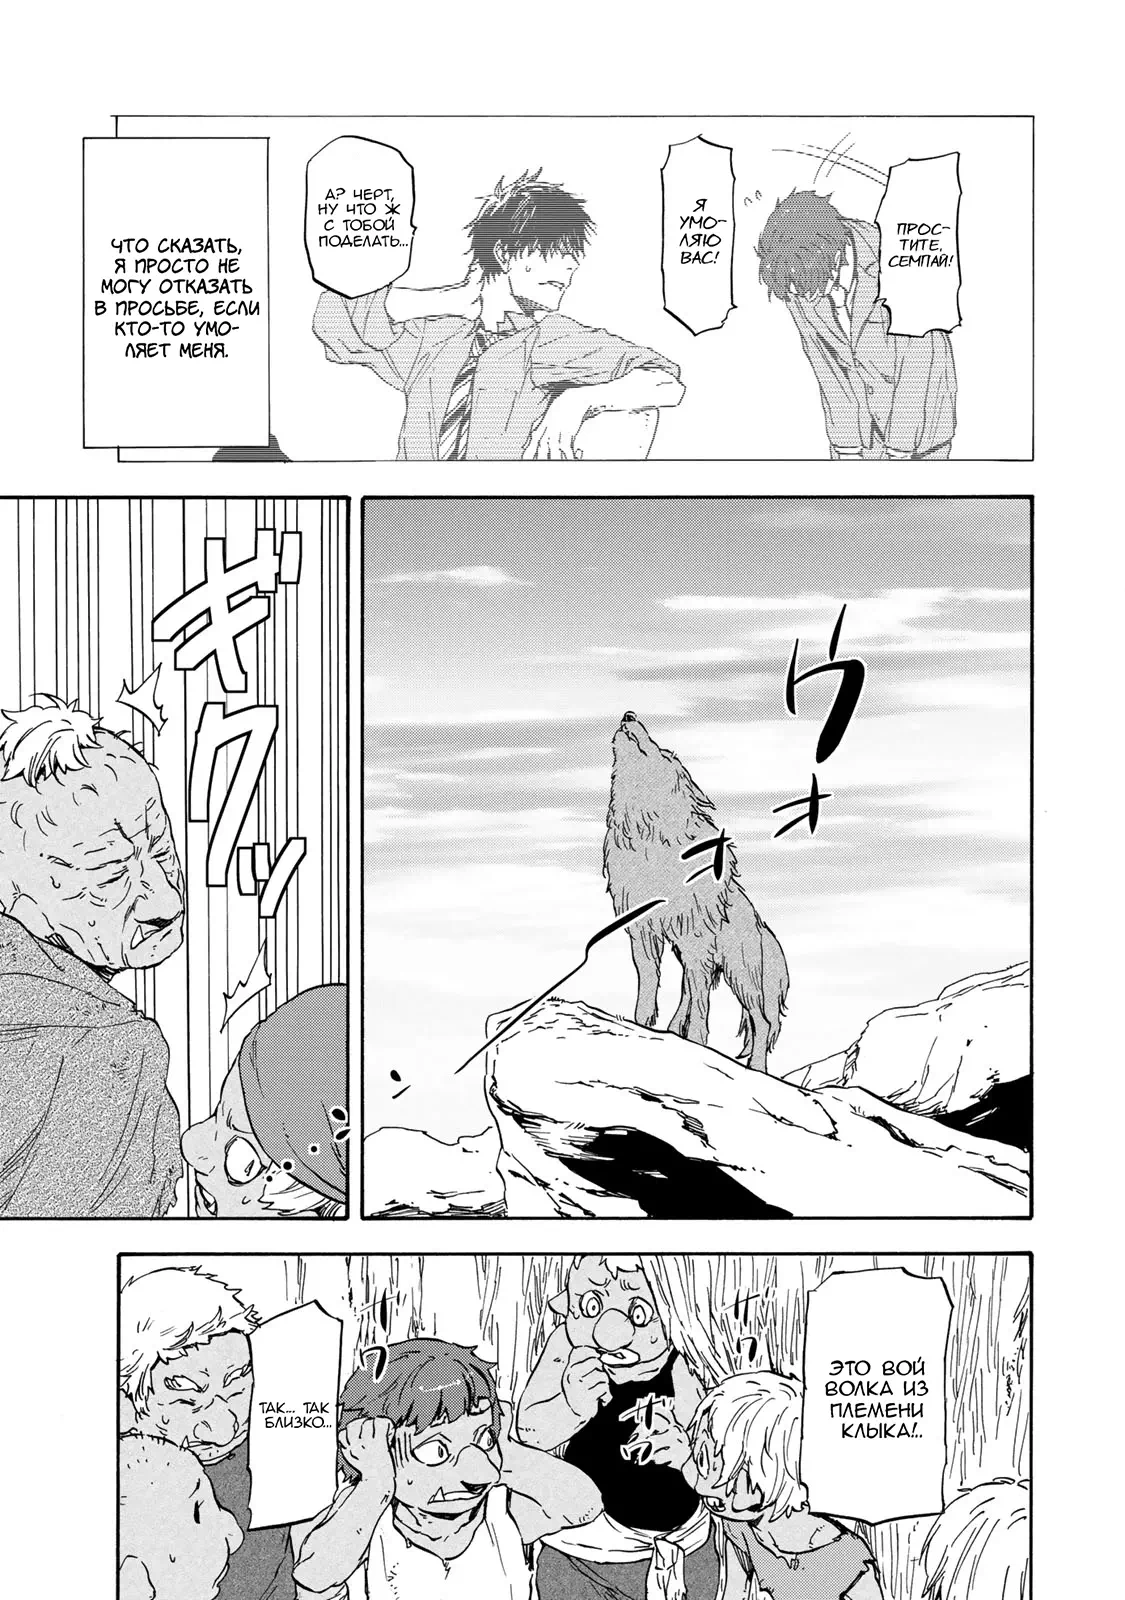 ПРОС-
ТИТЕ,
СЕМПАЙ!
Я
УМО-
ЛЯЮ
ВАС!
А? ЧЕРТ,
НУ ЧТО Ж
С ТОБОЙ
ПОДЕЛАТЬ...
ЧТО СКАЗАТЬ,
Я ПРОСТО НЕ
МОГУ ОТКАЗАТЬ
В ПРОСЬБЕ, ЕСЛИ
КТО-ТО УМО-
ЛЯЕТ МЕНЯ.
ウォォーン
ギクッ
ЭТО ВОЙ
ВОЛКА ИЗ
ПЛЕМЕНИ
КЛЫКА!..
ТАК... ТАК
БЛИЗКО...